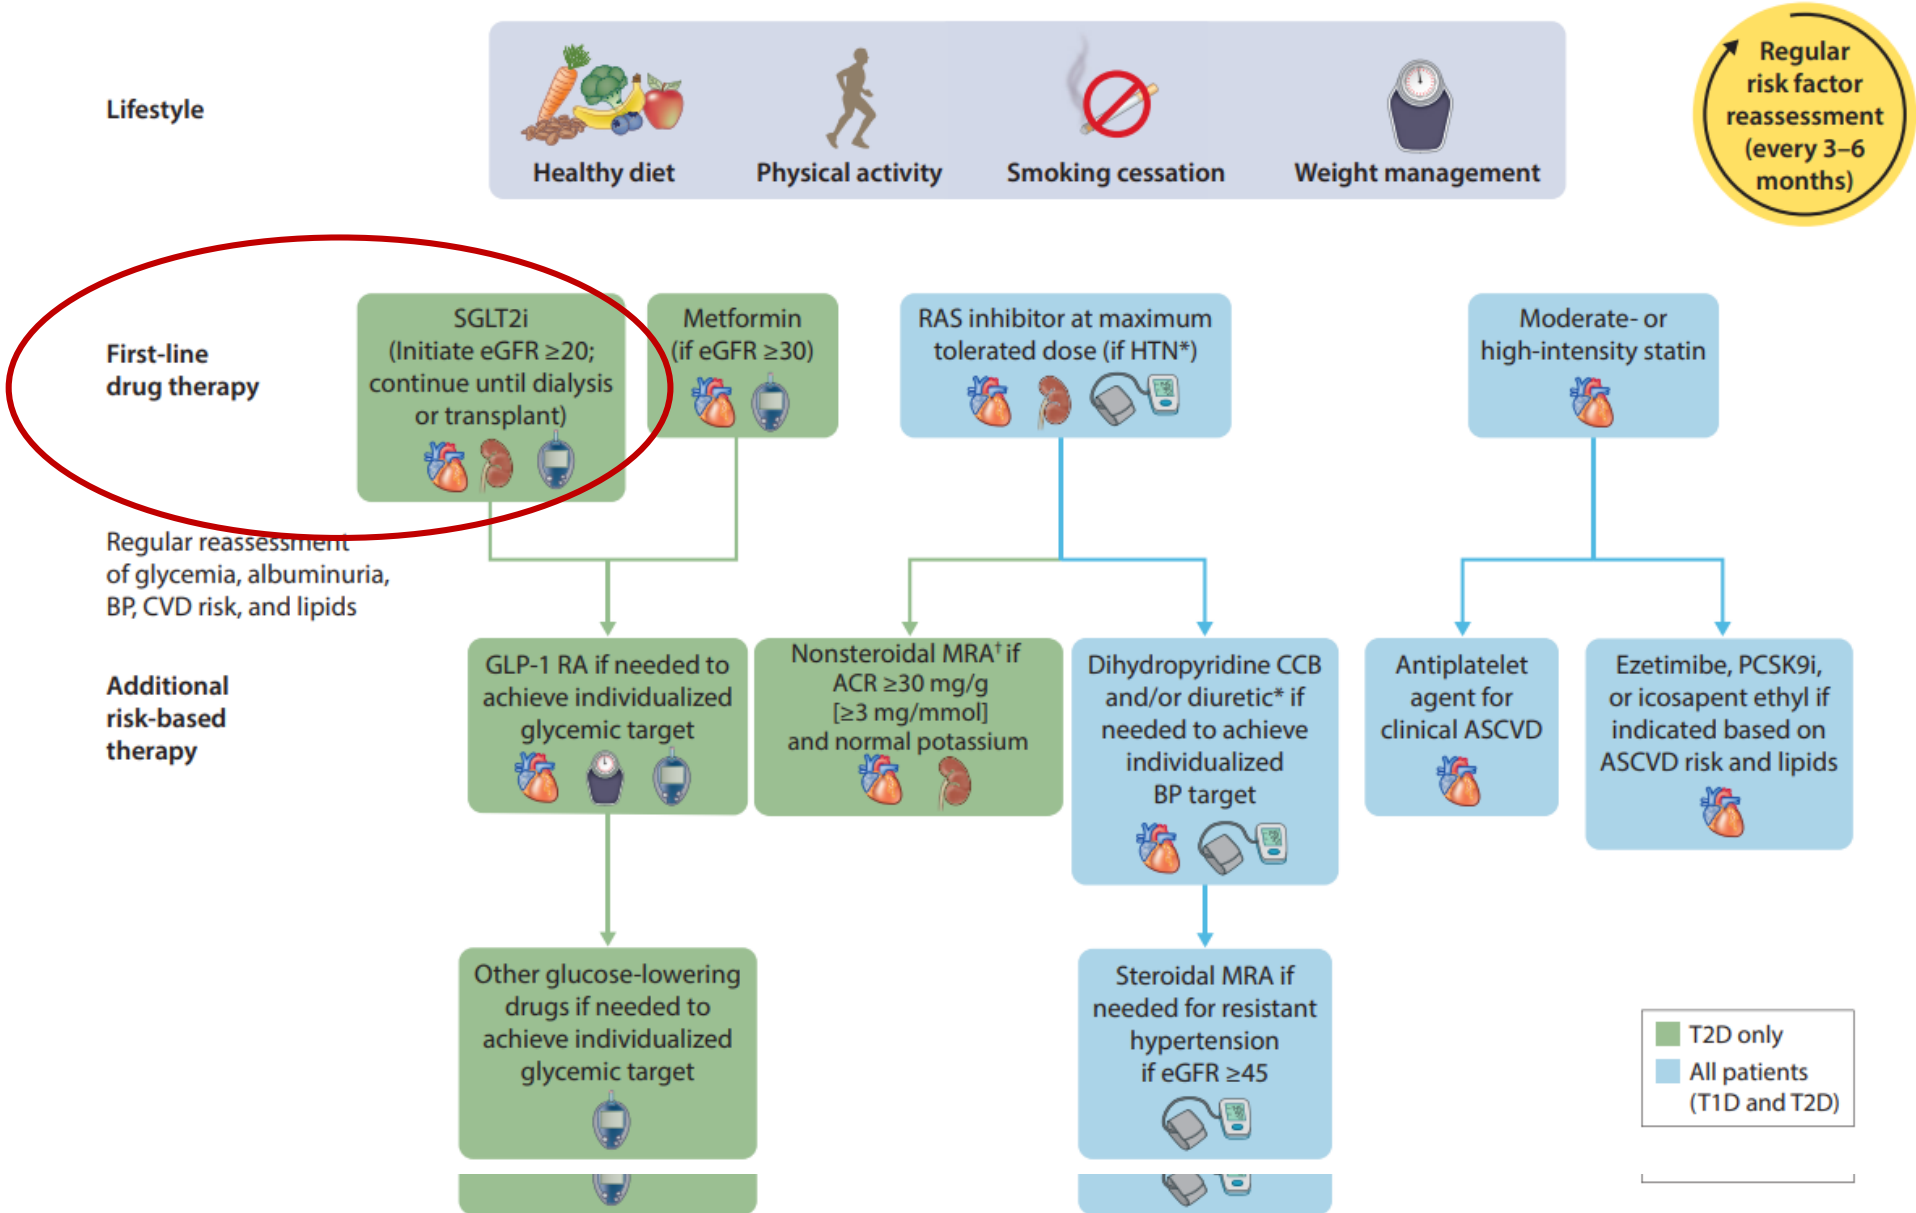 Lifestyle
Healthy diet
Physical activity
Smoking cessation
Weight management
Regular
risk factor
reassessment
(every 3–6
months)
First-line
drug therapy
SGLT2i
(Initiate eGFR ≥20;
continue until dialysis
or transplant)
Metformin
(if eGFR ≥30)
RAS inhibitor at maximum
tolerated dose (if HTN*)
Moderate- or
high-intensity statin
Regular reassessment
of glycemia, albuminuria,
BP, CVD risk, and lipids
Additional
risk-based
therapy
GLP-1 RA if needed to
achieve individualized
glycemic target
Nonsteroidal MRA† if
ACR ≥30 mg/g
[≥3 mg/mmol]
and normal potassium
Dihydropyridine CCB
and/or diuretic* if
needed to achieve
individualized
BP target
Antiplatelet
agent for
clinical ASCVD
Ezetimibe, PCSK9i,
or icosapent ethyl if
indicated based on
ASCVD risk and lipids
Other glucose-lowering
drugs if needed to
achieve individualized
glycemic target
Steroidal MRA if
needed for resistant
hypertension
if eGFR ≥45
T2D only
All patients
(T1D and T2D)